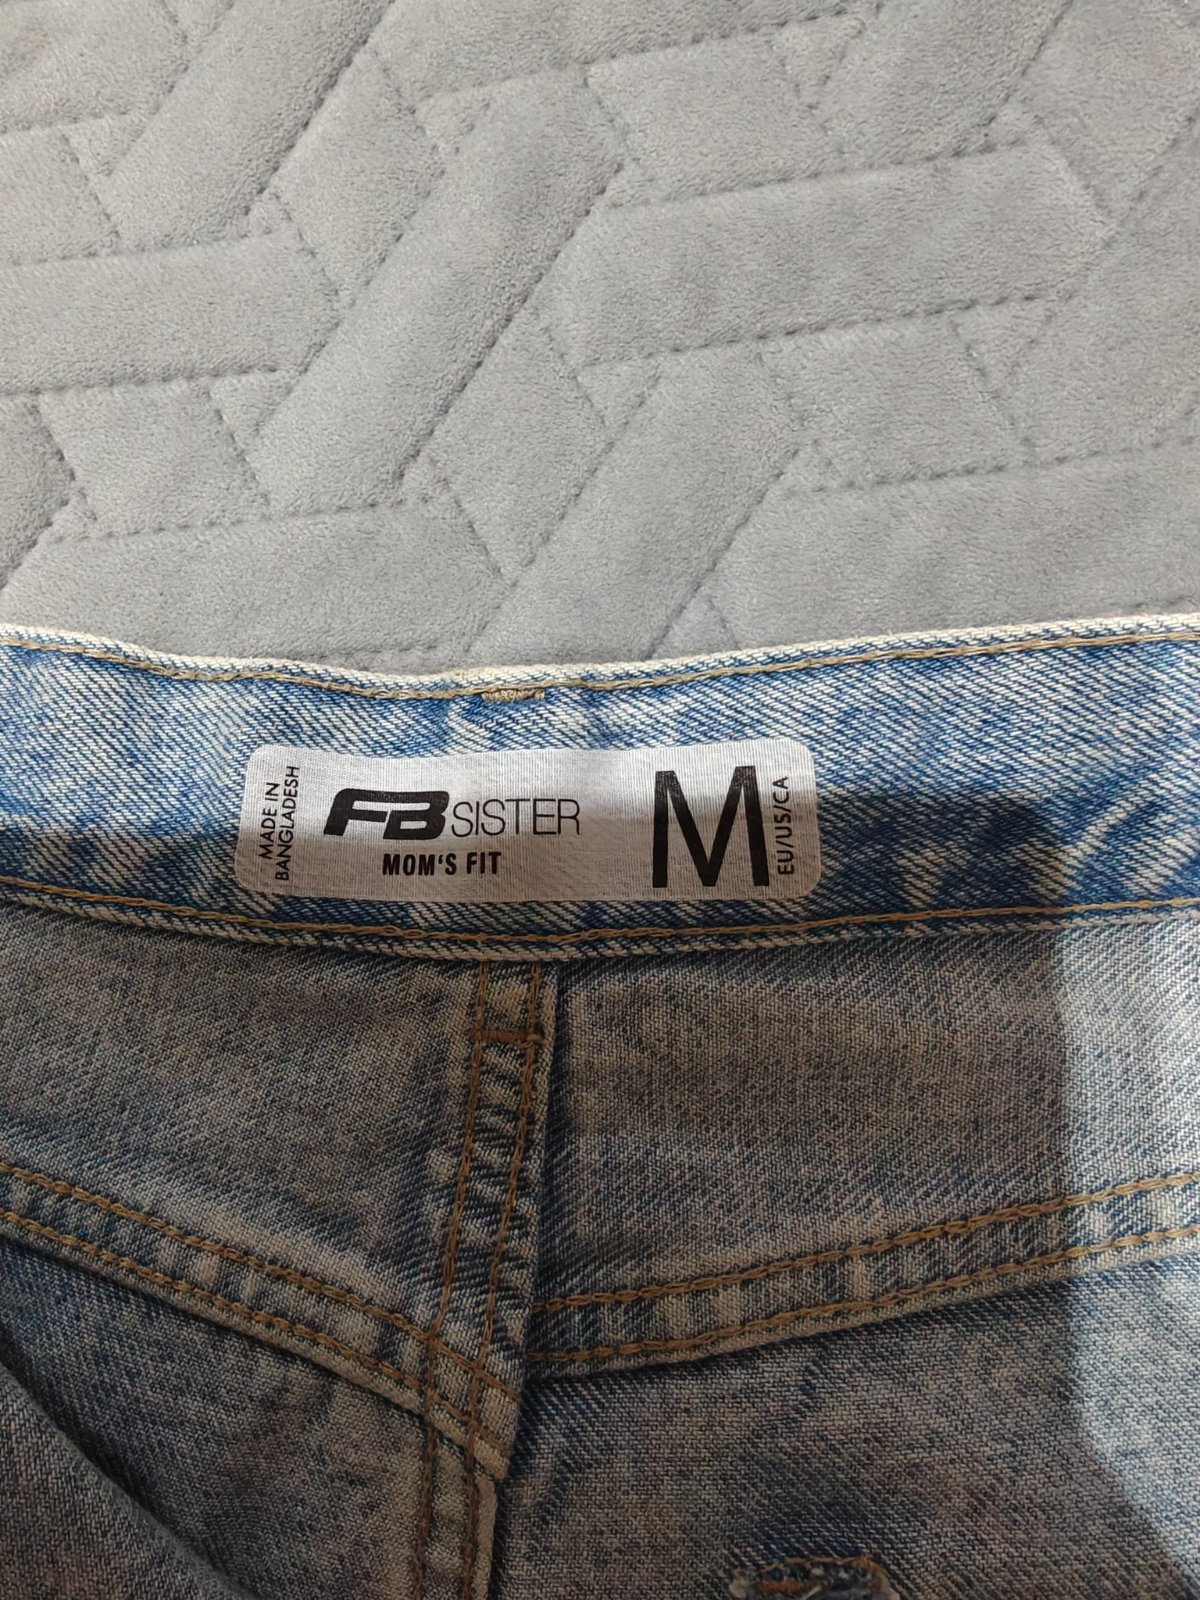 MADE IN
BANGLADESH
FB SISTER
MOM'S FIT
M
EU/US/CA